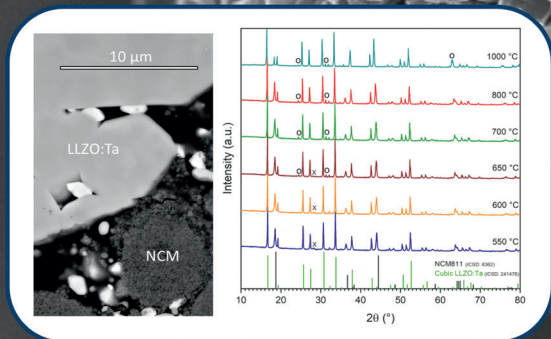 10 µm
LLZO:Ta
NCM
Intensity (a.u.)
1000 °C
800 °C
700 °C
650 °C
600 °C
550 °C
o
o
o
o
o
o
o
o
o
x
x
x
NCM811 (ICSD: 8362)
Cubic LLZO:Ta (ICSD: 241476)
10
20
30
40
50
60
70
80
2θ (°)